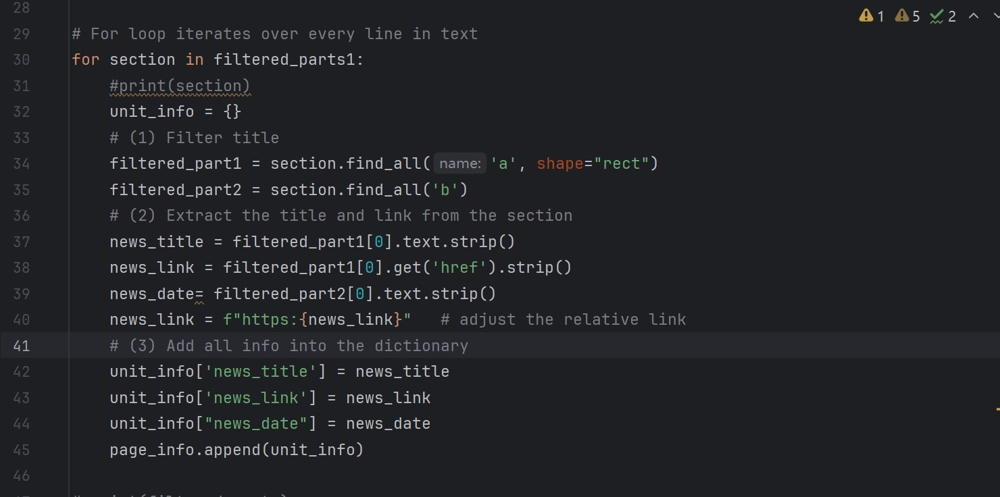 28
1 5 2
29 # For loop iterates over every line in text
30 for section in filtered_parts1:
31     #print(section)
32     unit_info = {}
33     # (1) Filter title
34     filtered_part1 = section.find_all( name: 'a', shape="rect")
35     filtered_part2 = section.find_all('b')
36     # (2) Extract the title and link from the section
37     news_title = filtered_part1[0].text.strip()
38     news_link = filtered_part1[0].get('href').strip()
39     news_date= filtered_part2[0].text.strip()
40     news_link = f"https:{news_link}"   # adjust the relative link
41     # (3) Add all info into the dictionary
42     unit_info['news_title'] = news_title
43     unit_info['news_link'] = news_link
44     unit_info["news_date"] = news_date
45     page_info.append(unit_info)
46